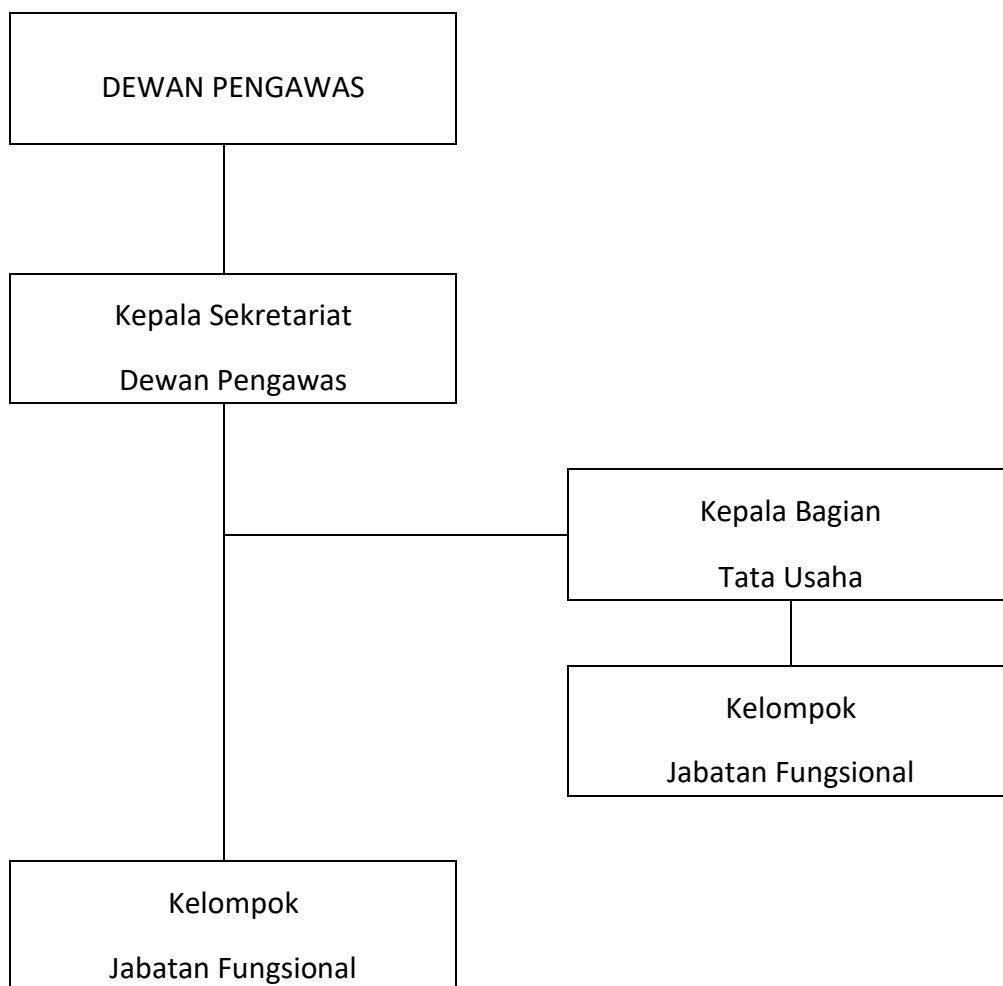 DEWAN PENGAWAS
Kepala Sekretariat
Dewan Pengawas
Kepala Bagian
Tata Usaha
Kelompok
Jabatan Fungsional
Kelompok
Jabatan Fungsional